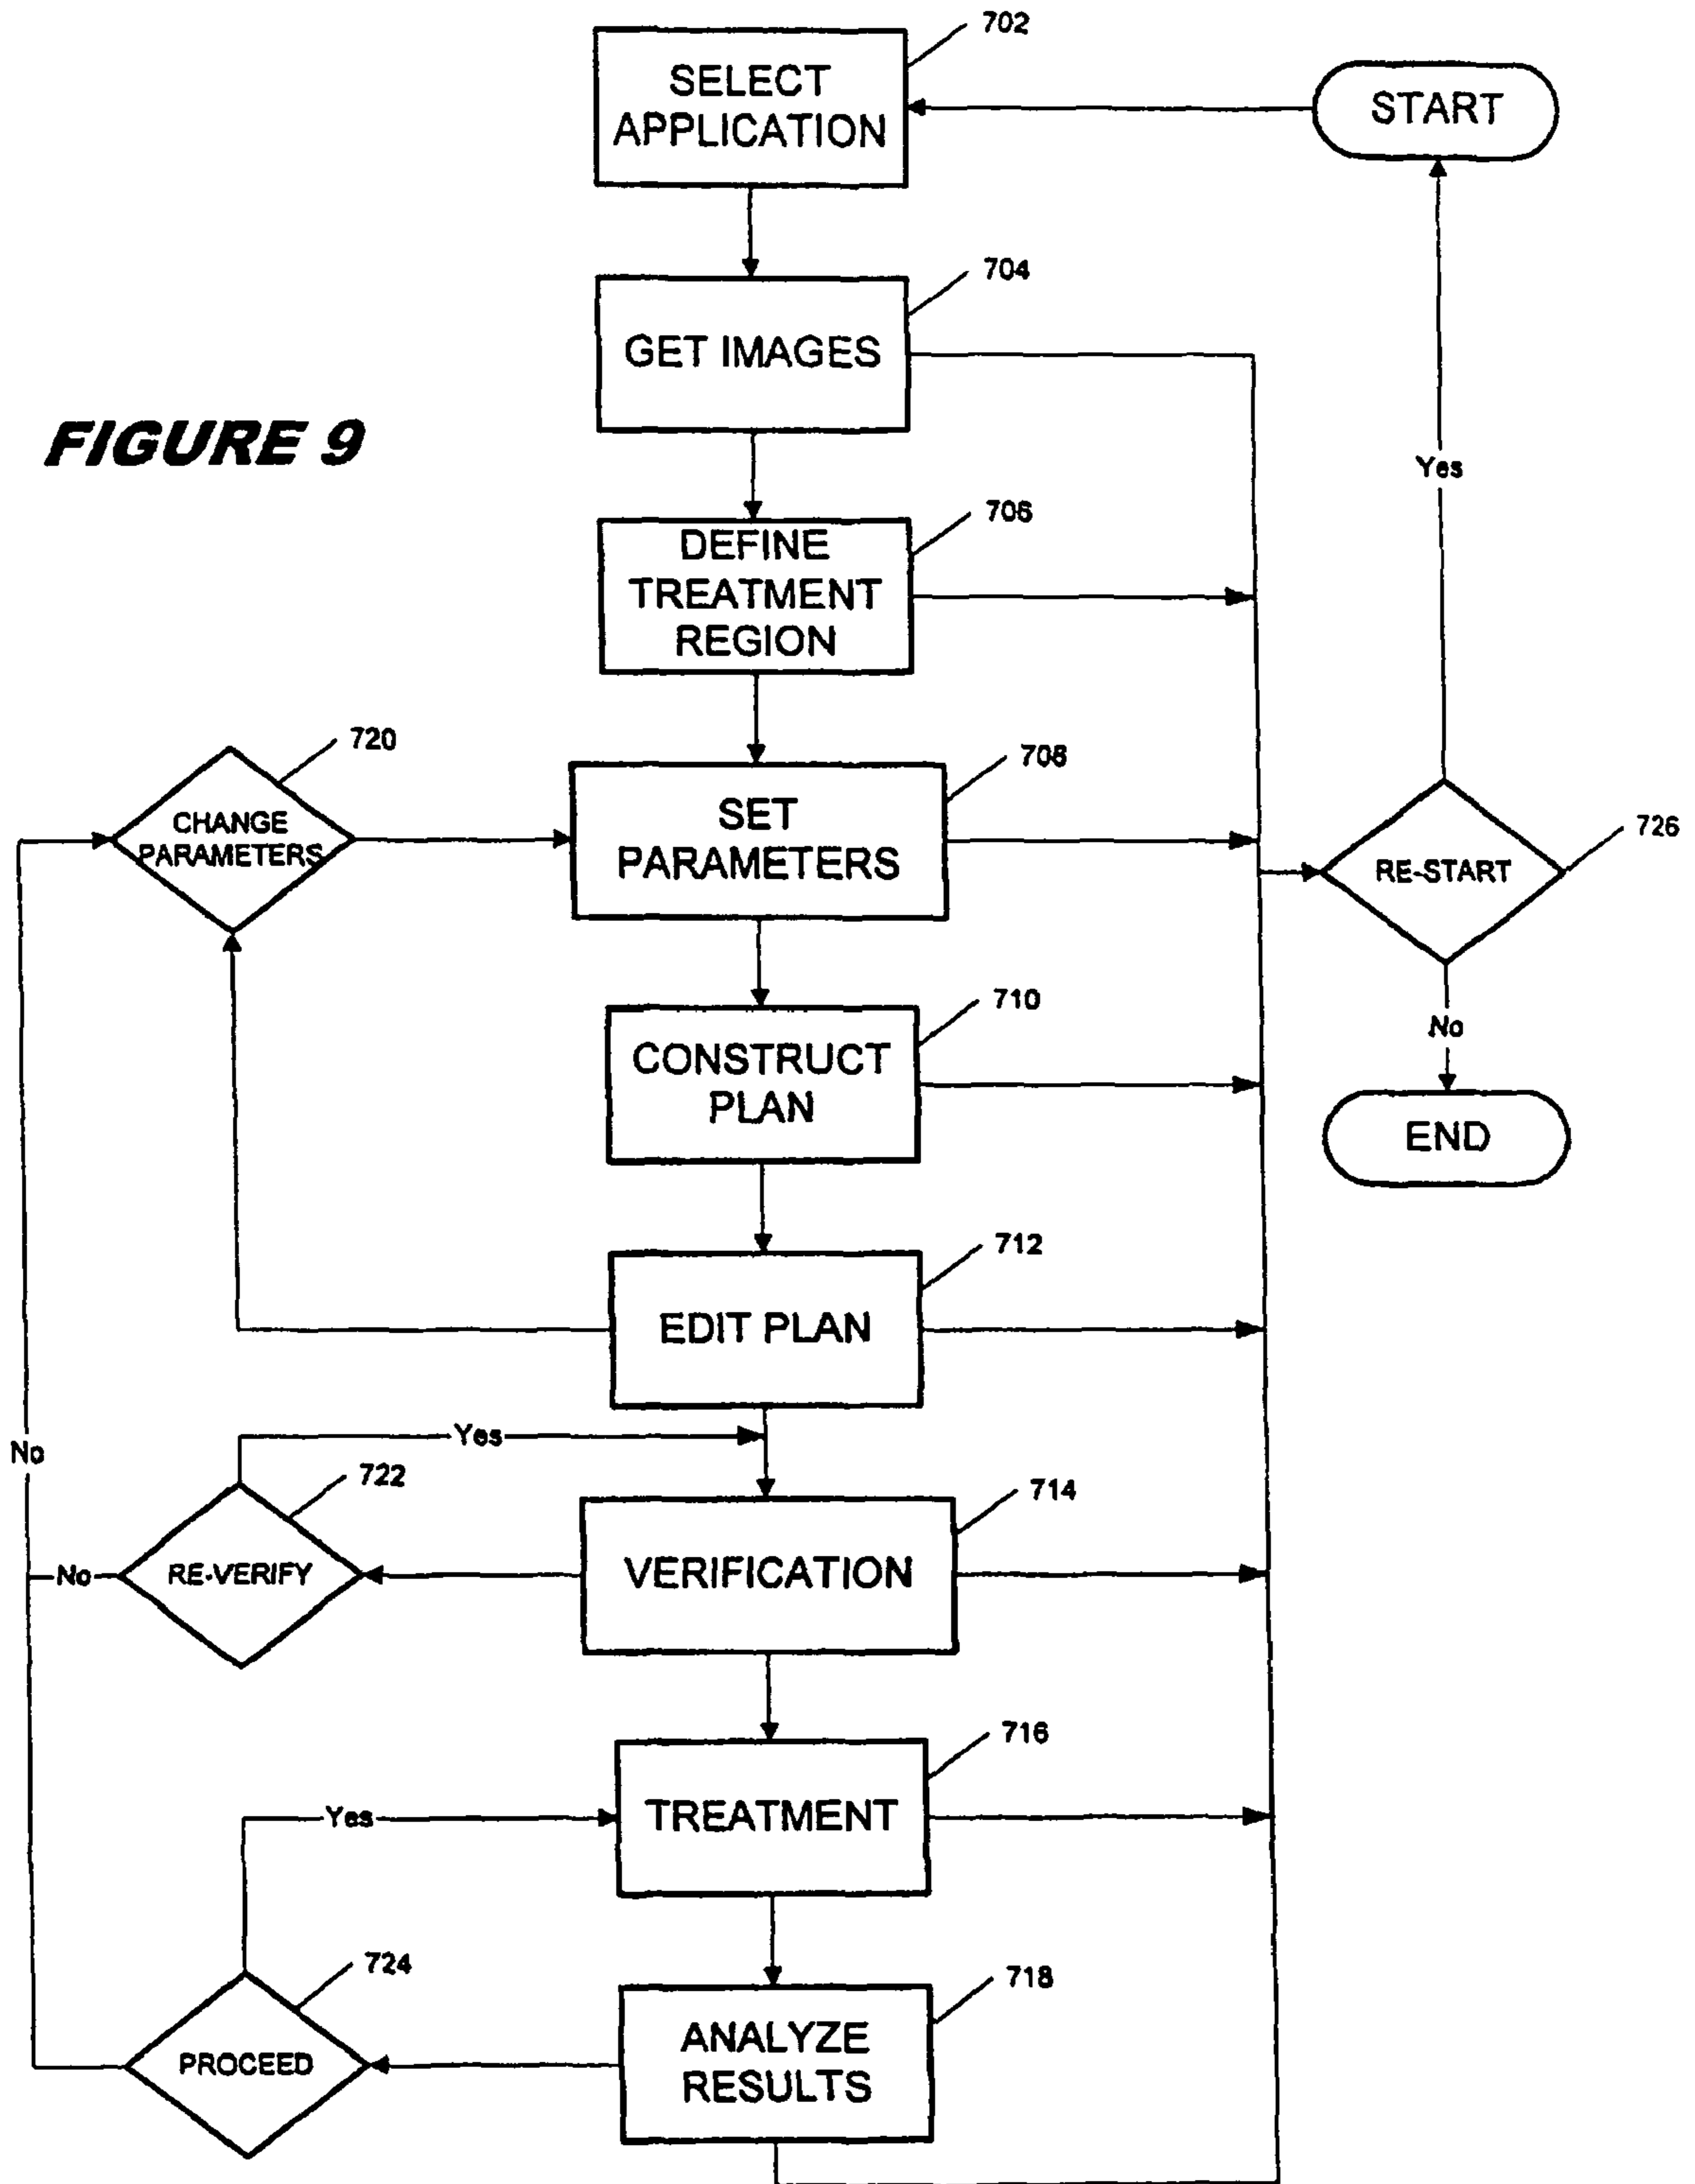 702
SELECT
APPLICATION
START
704
GET IMAGES
FIGURE 9
Yes
706
DEFINE
TREATMENT
REGION
720
CHANGE
PARAMETERS
708
SET
PARAMETERS
726
RE-START
710
CONSTRUCT
PLAN
No
END
712
EDIT PLAN
Yes
No
722
714
No
RE-VERIFY
VERIFICATION
716
Yes
TREATMENT
724
718
PROCEED
ANALYZE
RESULTS